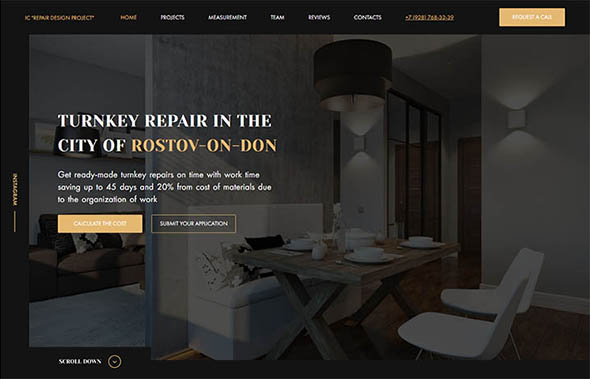 IC "REPAIR DESIGN PROJECT"
HOME
PROJECTS
MEASUREMENT
TEAM
REVIEWS
CONTACTS
+7 (928) 768-32-39
REQUEST A CALL
TURNKEY REPAIR IN THE
CITY OF ROSTOV-ON-DON
Get ready-made turnkey repairs on time with work time
saving up to 45 days and 20% from cost of materials due
to the organization of work
CALCULATE THE COST
SUBMIT YOUR APPLICATION
INSTAGRAM
SCROLL DOWN